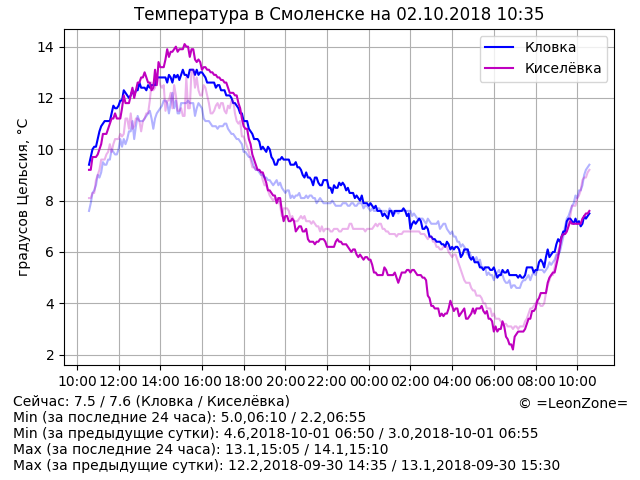 Температура в Смоленске на 02.10.2018 10:35
Кловка
Киселёвка
градусов Цельсия, °C
14
12
10
8
6
4
2
10:00 12:00 14:00 16:00 18:00 20:00 22:00 00:00 02:00 04:00 06:00 08:00 10:00
Сейчас: 7.5 / 7.6 (Кловка / Киселёвка)
© =LeonZone=
Min (за последние 24 часа): 5.0,06:10 / 2.2,06:55
Min (за предыдущие сутки): 4.6,2018-10-01 06:50 / 3.0,2018-10-01 06:55
Max (за последние 24 часа): 13.1,15:05 / 14.1,15:10
Max (за предыдущие сутки): 12.2,2018-09-30 14:35 / 13.1,2018-09-30 15:30